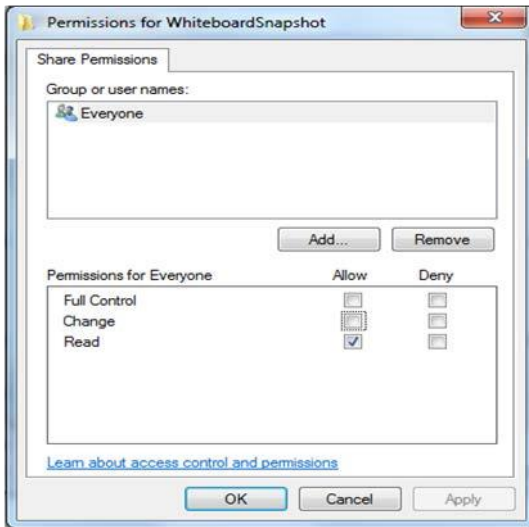 Permissions for WhiteboardSnapshot
Share Permissions
Group or user names:
Everyone
Add... Remove
Permissions for Everyone Allow Deny
Full Control
Change
Read
Learn about access control and permissions
OK Cancel Apply